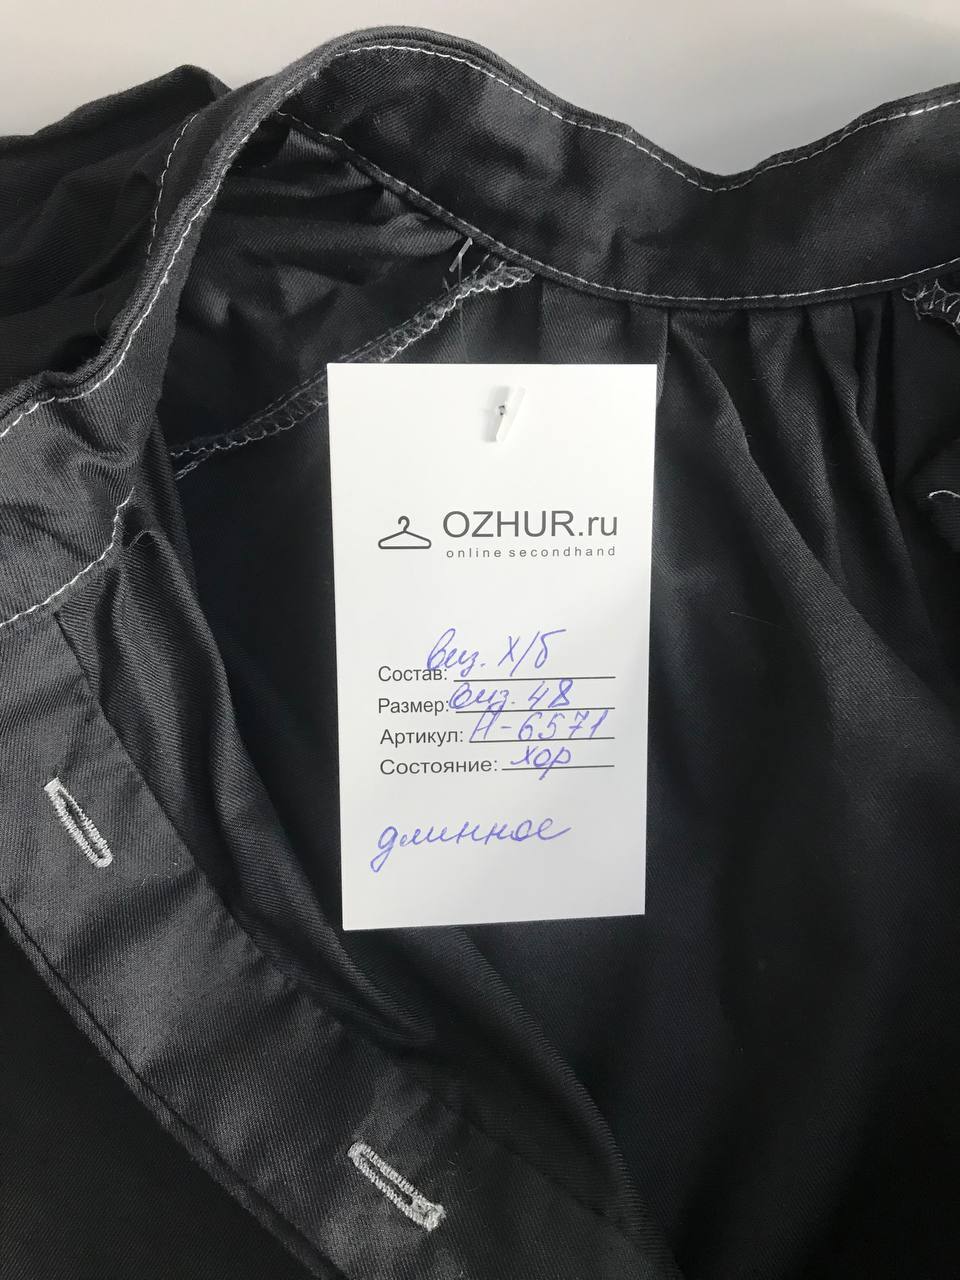 OZHUR.ru
online secondhand
Состав: виз. х/б
Размер: виз. 48
Артикул: А-6571
Состояние: хор
длинное